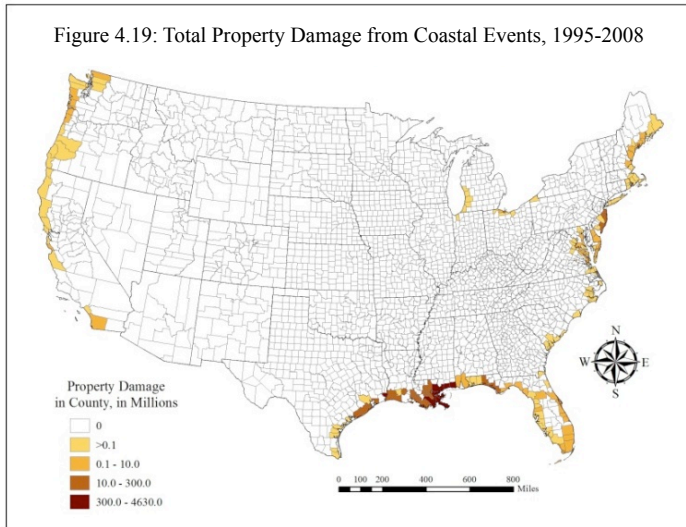 Figure 4.19: Total Property Damage from Coastal Events, 1995-2008
N
W E
S
Property Damage
in County, in Millions
0
>0.1
0.1 - 10.0
10.0 - 300.0
300.0 - 4630.0
0 100 200 400 600 800
Miles